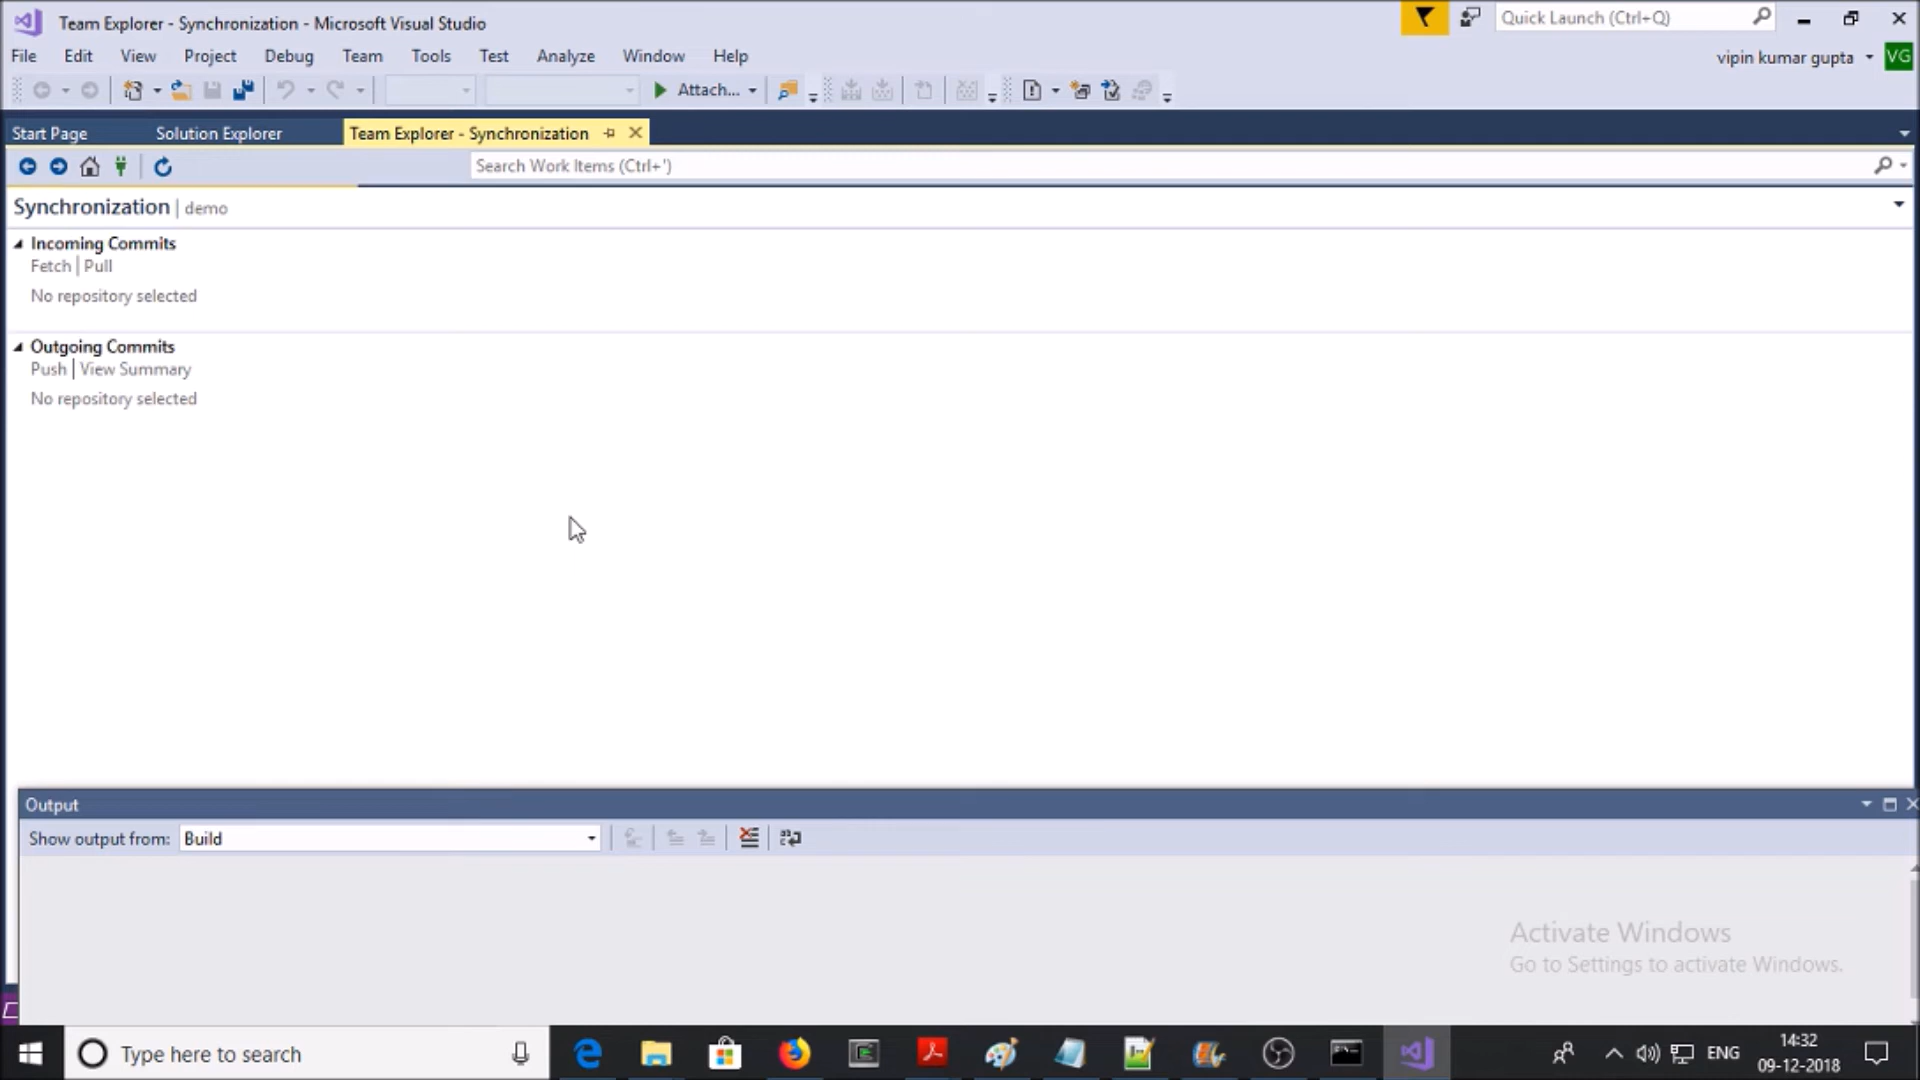 Team Explorer - Synchronization - Microsoft Visual Studio
Quick Launch (Ctrl+Q)
File Edit View Project Debug Team Tools Test Analyze Window Help
vipin kumar gupta VG
Attach...
Start Page Solution Explorer Team Explorer - Synchronization
Search Work Items (Ctrl+')
Synchronization | demo
Incoming Commits
Fetch | Pull
No repository selected
Outgoing Commits
Push | View Summary
No repository selected
Output
Show output from: Build
Activate Windows
Go to Settings to activate Windows.
Type here to search
ENG
14:32
09-12-2018